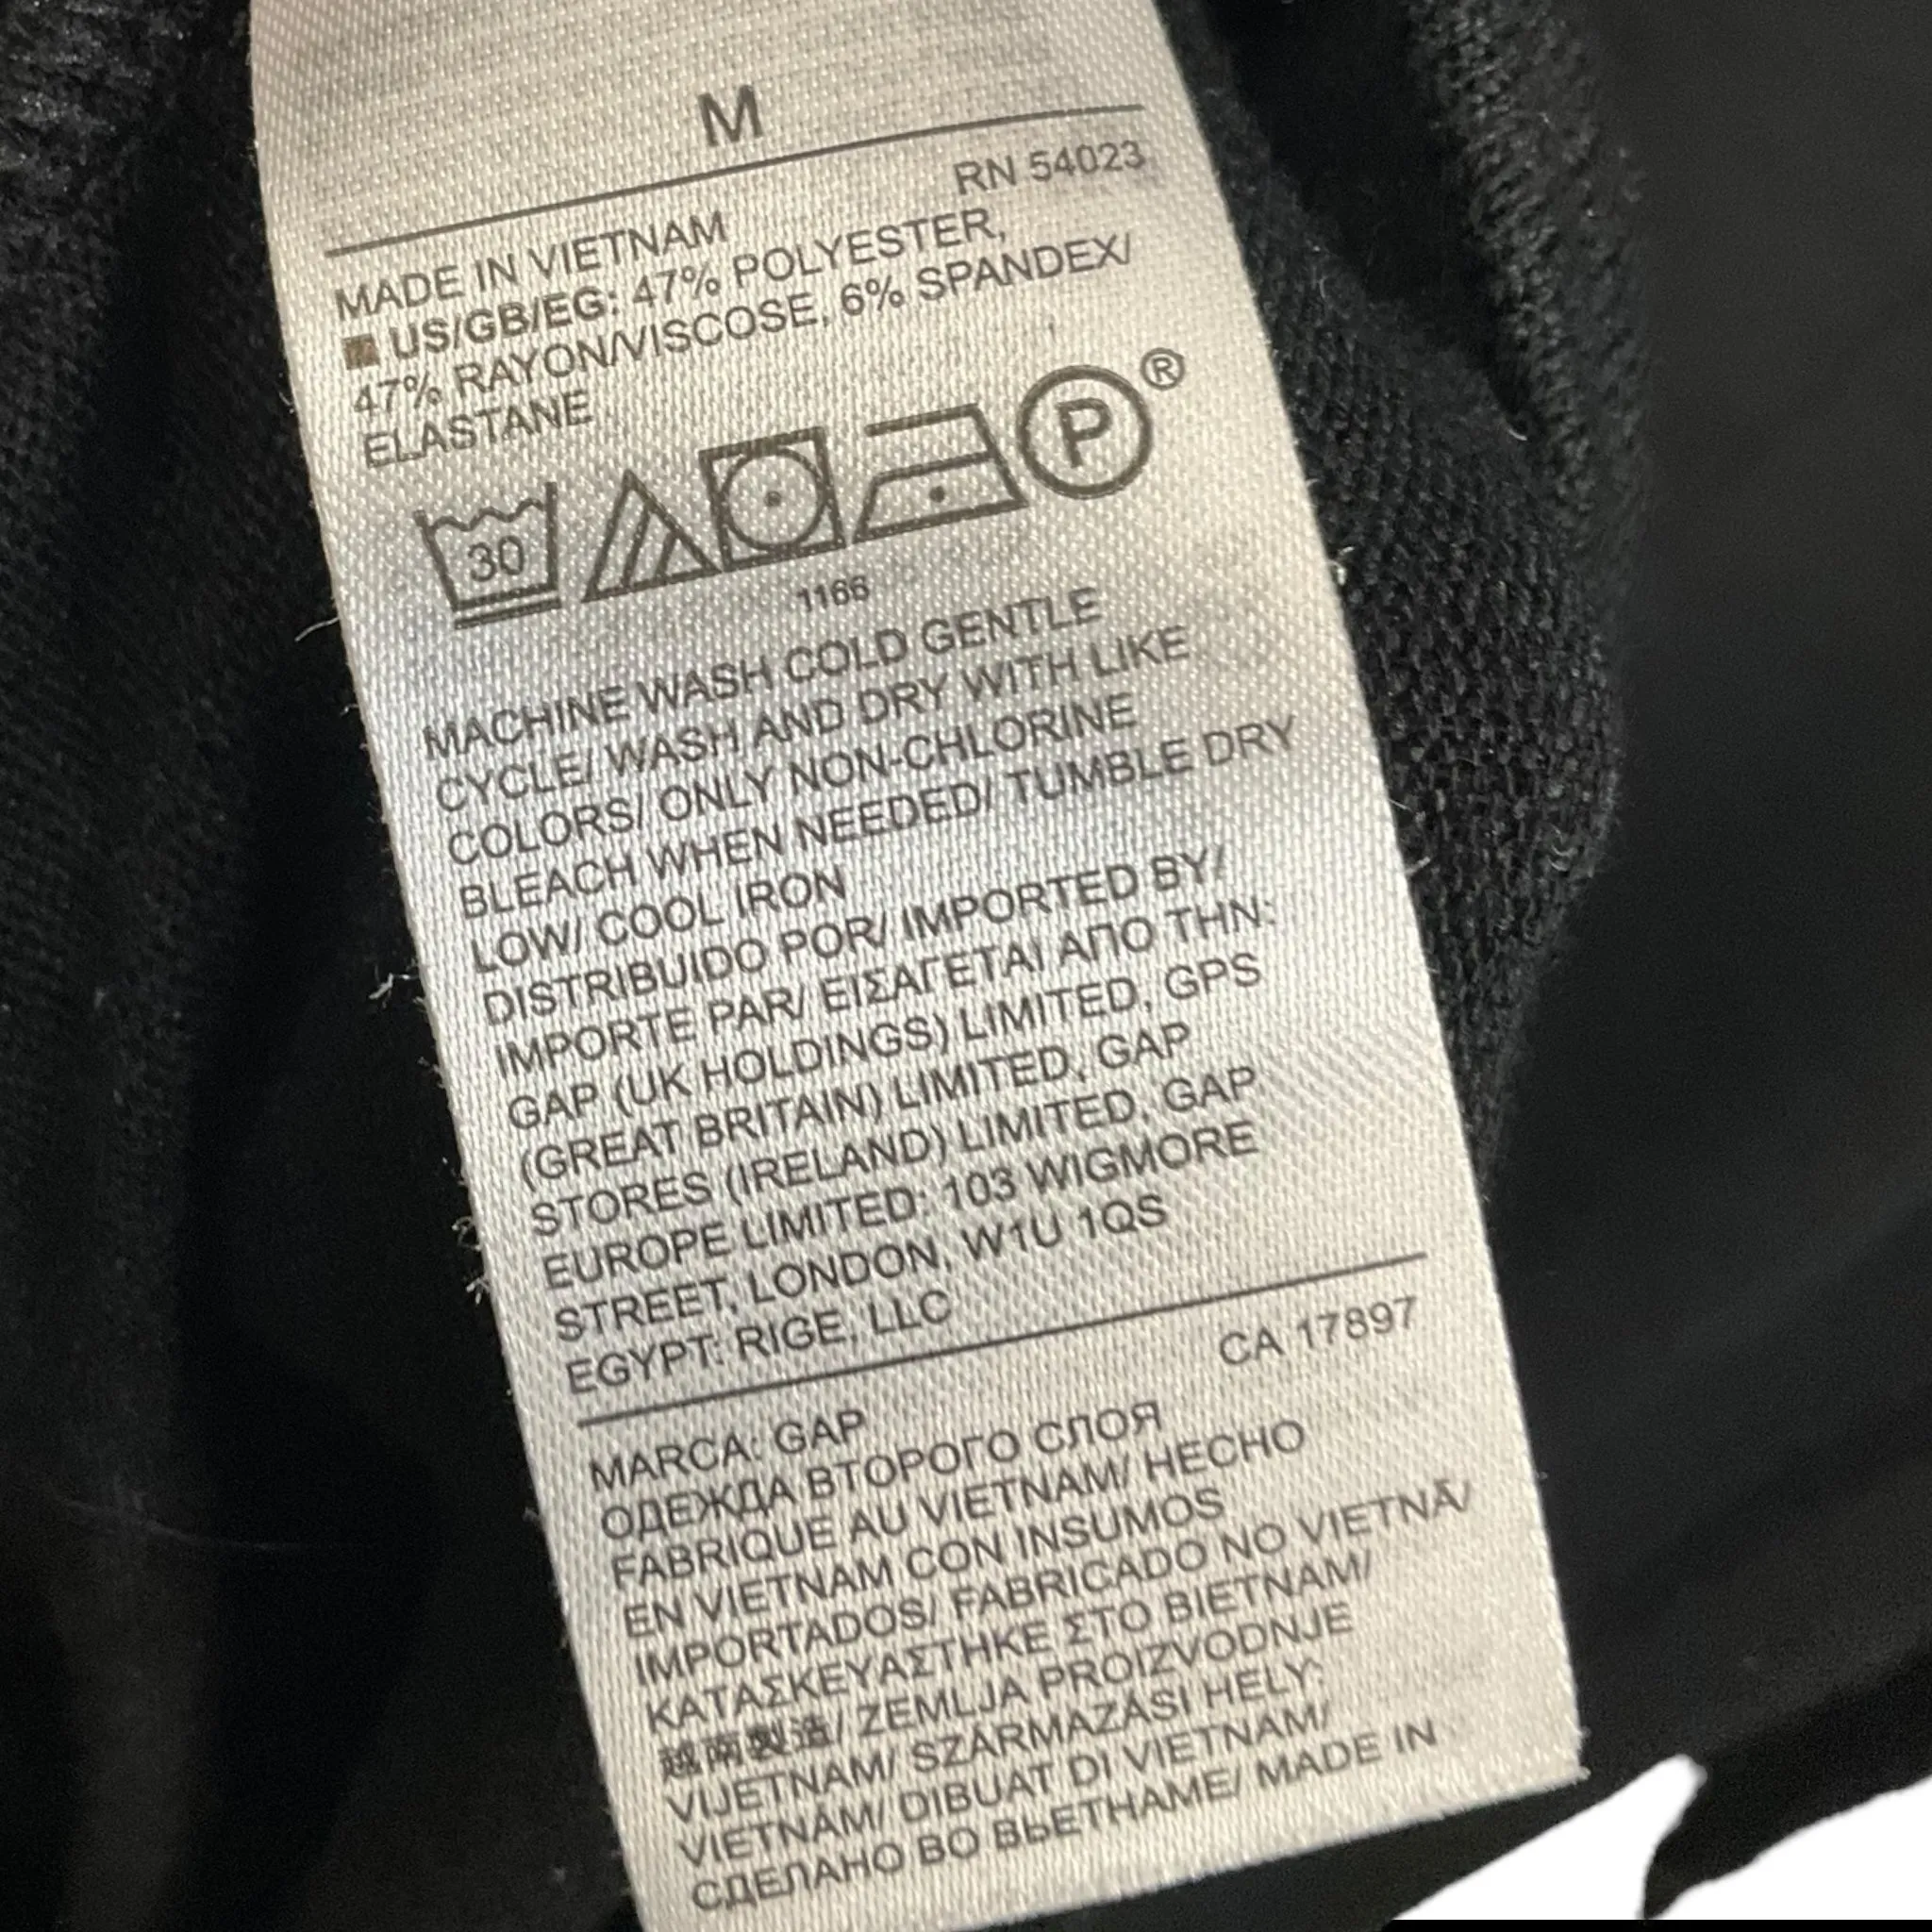 M
RN 54023
MADE IN VIETNAM
US/GB/EG: 47% POLYESTER,
47% RAYON/VISCOSE, 6% SPANDEX/
ELASTANE
30
P®
1166
MACHINE WASH COLD GENTLE
CYCLE/ WASH AND DRY WITH LIKE
COLORS/ ONLY NON-CHLORINE
BLEACH WHEN NEEDED/ TUMBLE DRY
LOW/ COOL IRON
DISTRIBUIDO POR/ IMPORTED BY/
IMPORTE PAR/ ΕΙΣΑΓΕΤΑΙ ΑΠΟ ΤΗΝ:
GAP (UK HOLDINGS) LIMITED, GPS
(GREAT BRITAIN) LIMITED, GAP
STORES (IRELAND) LIMITED, GAP
EUROPE LIMITED: 103 WIGMORE
STREET, LONDON, W1U 1QS
EGYPT: RIGE, LLC
CA 17897
MARCA: GAP
ОДЕЖДА ВТОРОГО СЛОЯ
FABRIQUE AU VIETNAM/ HECHO
EN VIETNAM CON INSUMOS
IMPORTADOS/ FABRICADO NO VIETNÃ/
ΚΑΤΑΣΚΕΥΑΣΤΗΚΕ ΣΤΟ ΒΙΕΤΝΑΜ/
越南製造/ ZEMLJA PROIZVODNJE
VIJETNAM/ SZÁRMAZÁSI HELY:
VIETNÁM/ DIBUAT DI VIETNAM/
СДЕЛАНО ВО ВЬЕТНАМЕ/ MADE IN